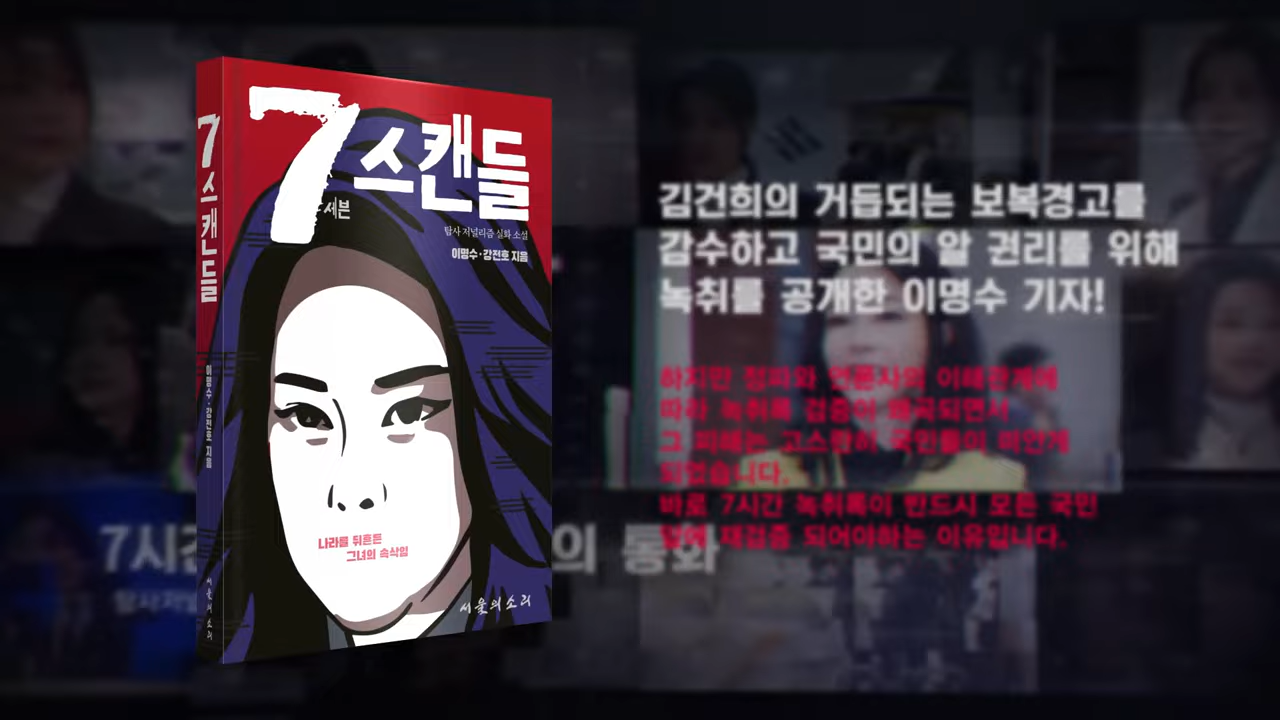 7
스캔들
세븐
탐사 저널리즘 실화 소설
이명수·강진호 지음
나라를 뒤흔든
그녀의 속삭임
서울의소리
7스캔들
이명수·강진호 지음
서울의소리
김건희의 거듭되는 보복경고를
감수하고 국민의 알 권리를 위해
녹취를 공개한 이명수 기자!
하지만 정파와 언론사의 이해관계에
따라 녹취록 검증이 왜곡되면서
그 피해는 고스란히 국민들이 떠안게
되었습니다.
바로 7시간 녹취록이 반드시 모든 국민
앞에 재검증 되어야하는 이유입니다.
7시간
의 통화
탐사저널